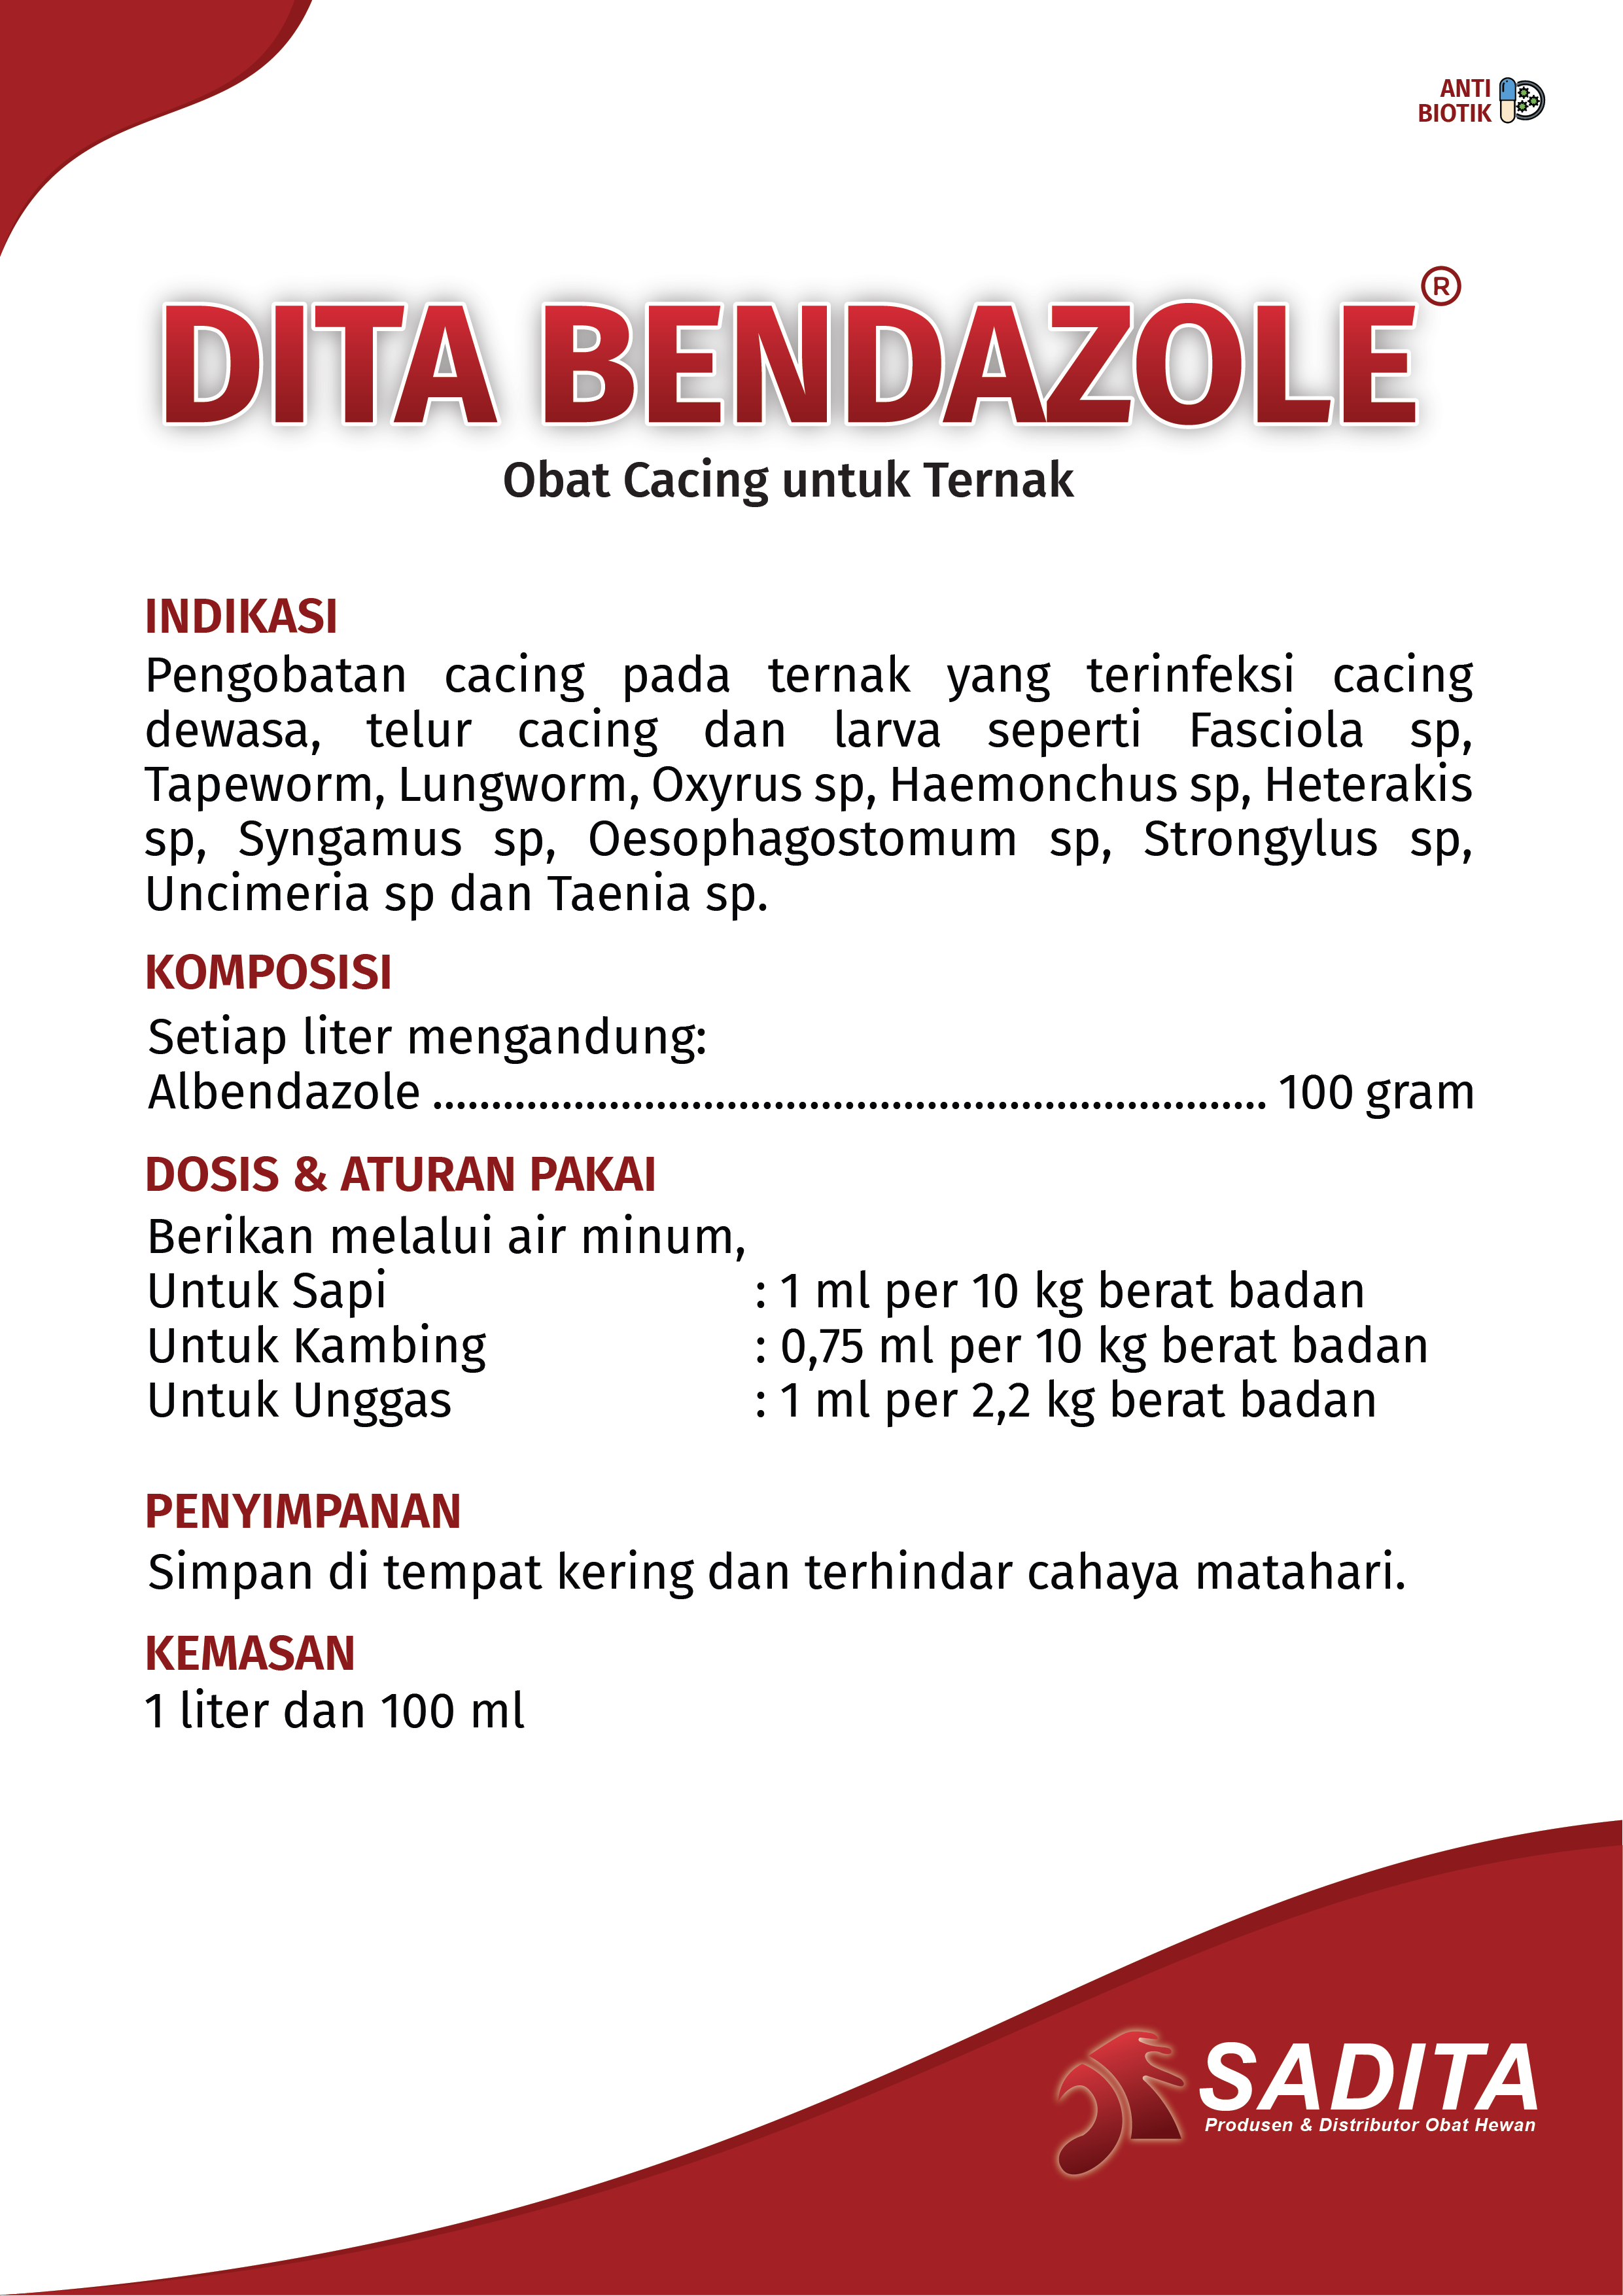 ANTI
BIOTIK
DITA BENDAZOLE®
Obat Cacing untuk Ternak
INDIKASI
Pengobatan cacing pada ternak yang terinfeksi cacing
dewasa, telur cacing dan larva seperti Fasciola sp,
Tapeworm, Lungworm, Oxyrus sp, Haemonchus sp, Heterakis
sp, Syngamus sp, Oesophagostomum sp, Strongylus sp,
Uncimeria sp dan Taenia sp.
KOMPOSISI
Setiap liter mengandung:
Albendazole ....................................................................... 100 gram
DOSIS & ATURAN PAKAI
Berikan melalui air minum,
Untuk Sapi : 1 ml per 10 kg berat badan
Untuk Kambing : 0,75 ml per 10 kg berat badan
Untuk Unggas : 1 ml per 2,2 kg berat badan
PENYIMPANAN
Simpan di tempat kering dan terhindar cahaya matahari.
KEMASAN
1 liter dan 100 ml
SADITA
Produsen & Distributor Obat Hewan